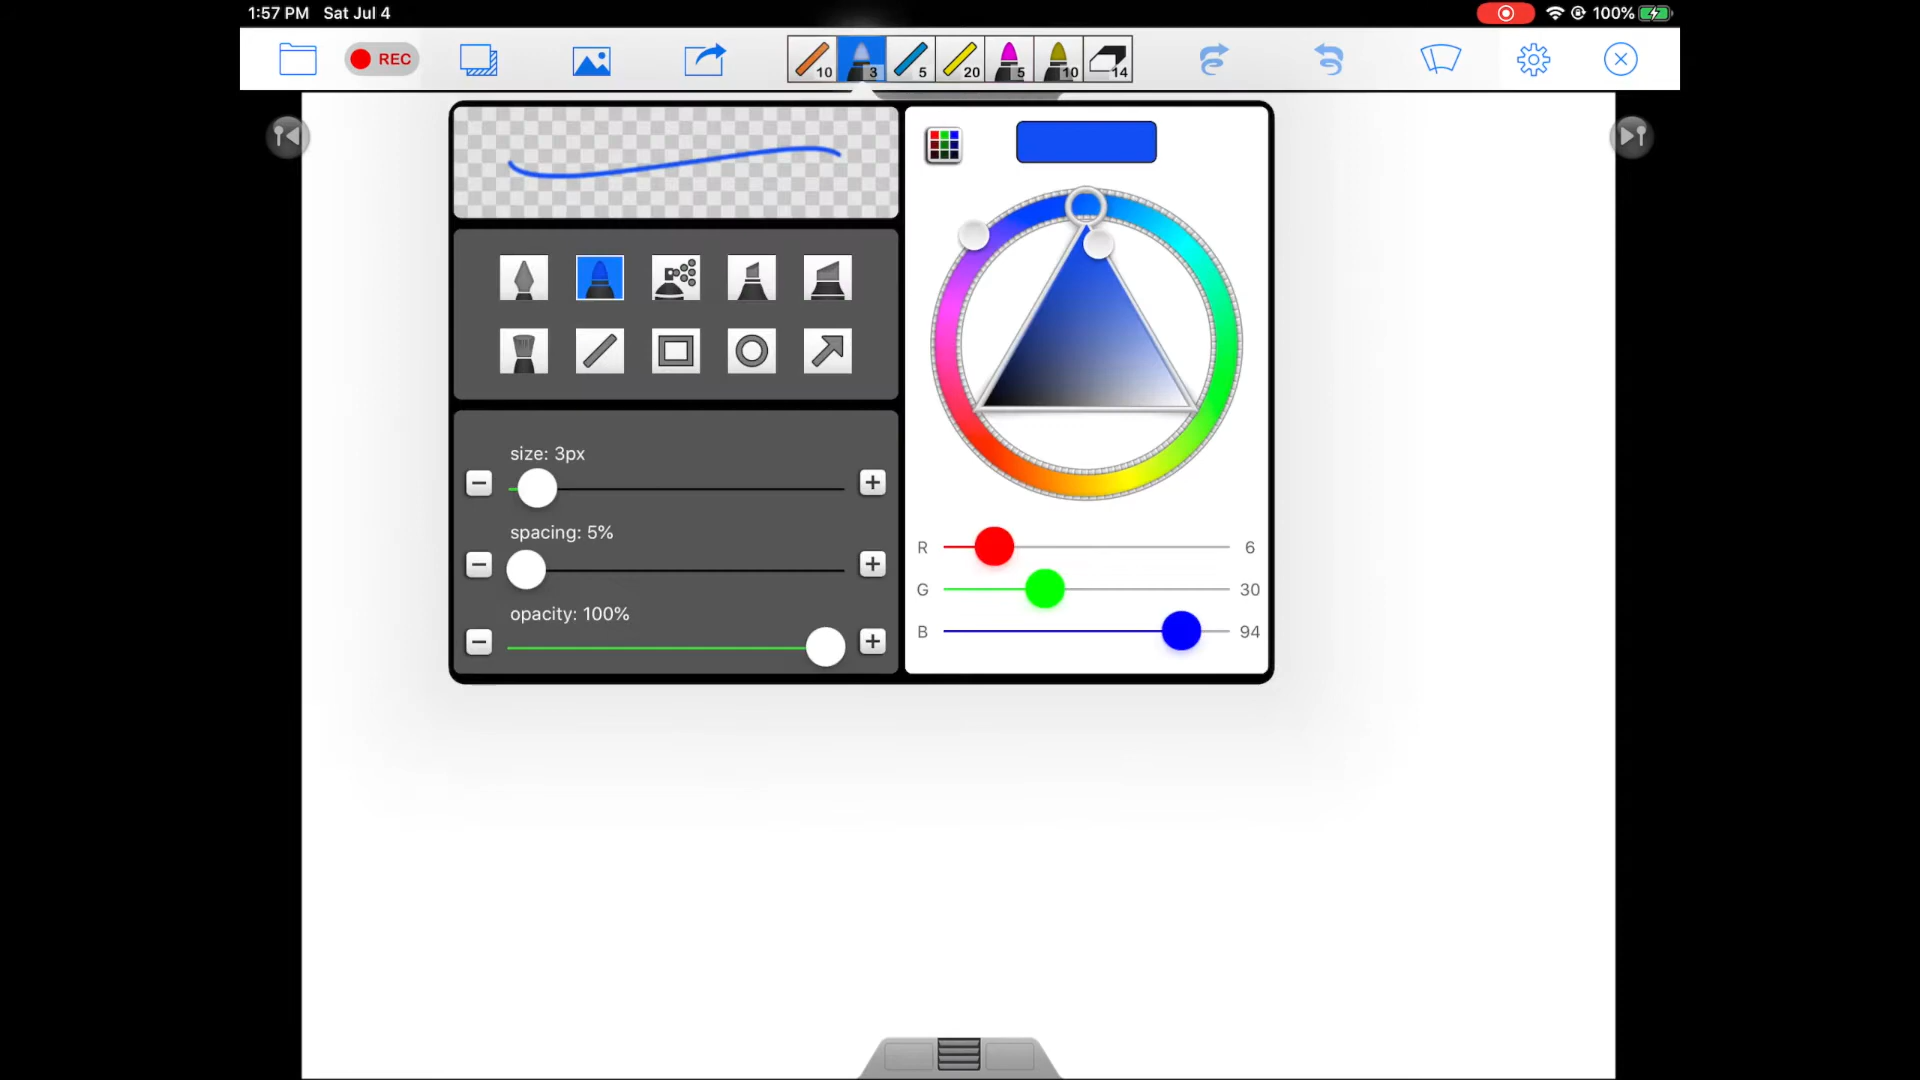 1:57 PM Sat Jul 4
100%
REC
10
3
5
20
5
10
14
size: 3px
spacing: 5%
opacity: 100%
R 6
G 30
B 94